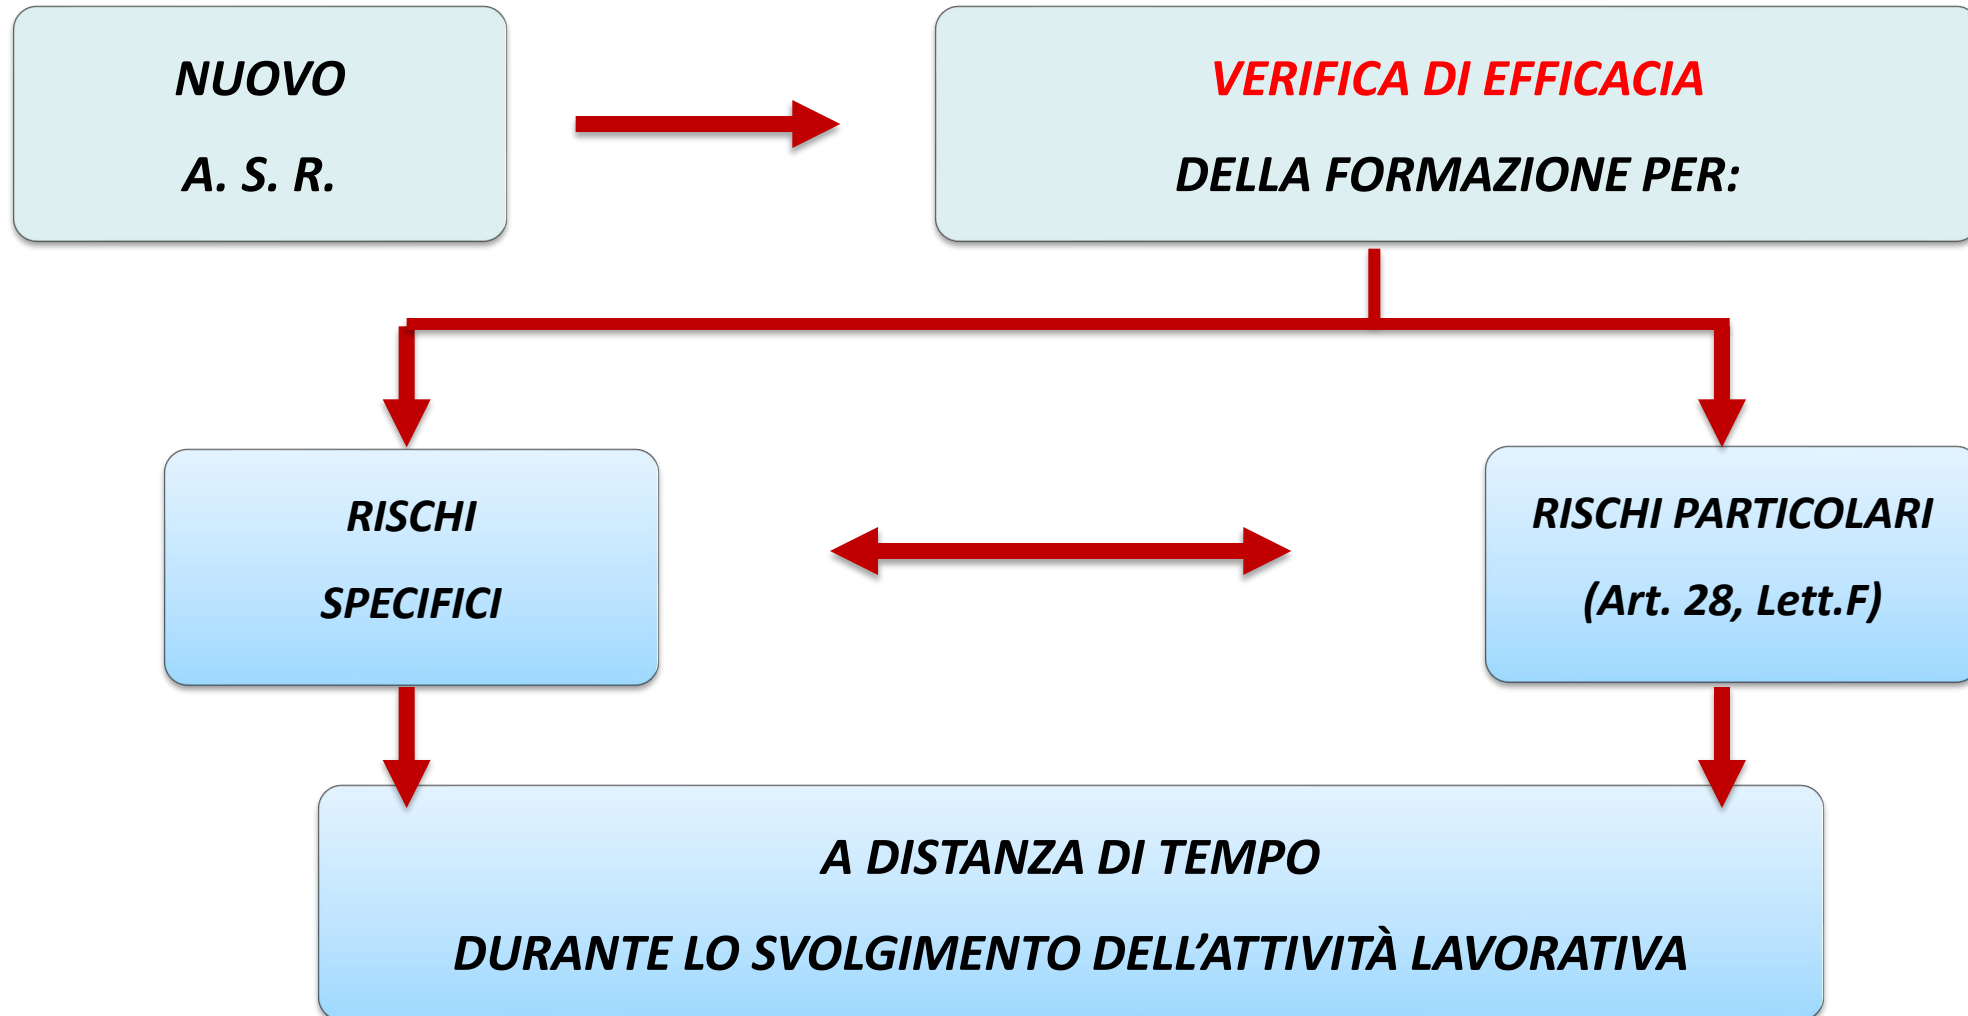 NUOVO
A. S. R.
VERIFICA DI EFFICACIA
DELLA FORMAZIONE PER:
RISCHI
SPECIFICI
RISCHI PARTICOLARI
(Art. 28, Lett.F)
A DISTANZA DI TEMPO
DURANTE LO SVOLGIMENTO DELL’ATTIVITÀ LAVORATIVA